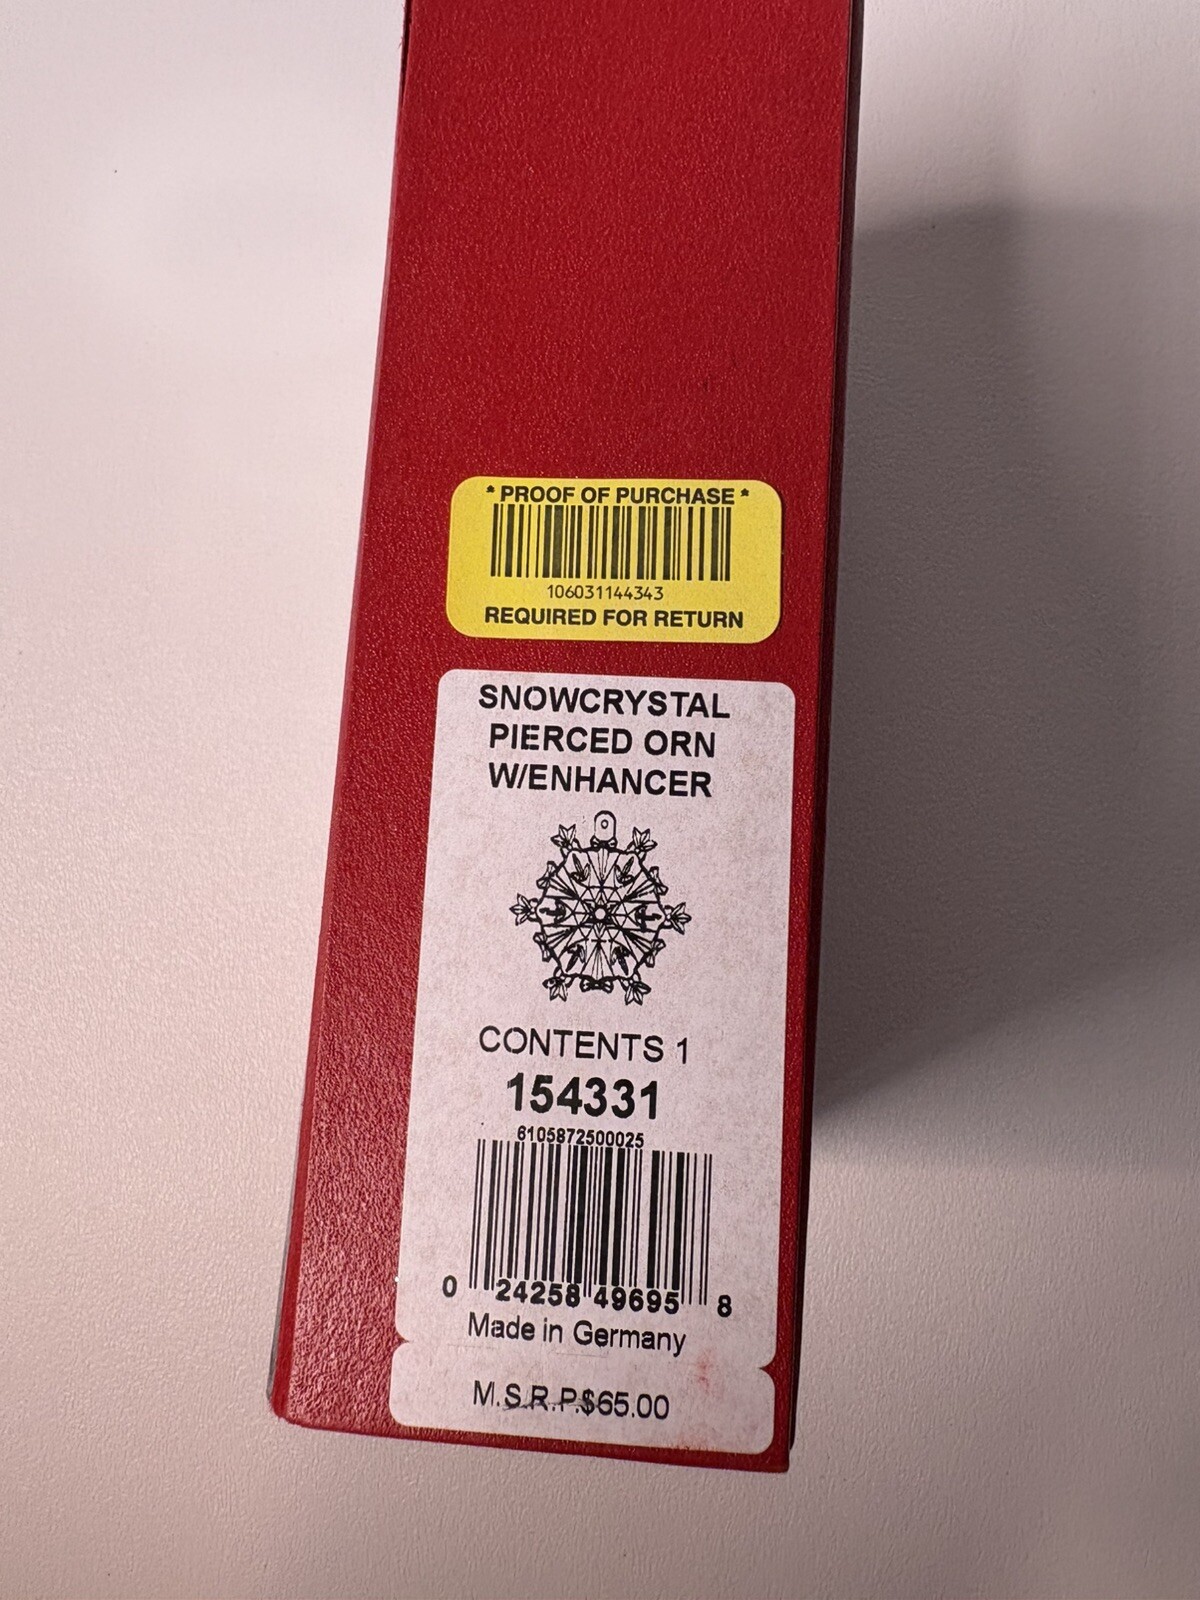 * PROOF OF PURCHASE *
106031144343
REQUIRED FOR RETURN
SNOWCRYSTAL
PIERCED ORN
W/ENHANCER
CONTENTS 1
154331
6105872500025
0 24258 49695 8
Made in Germany
M.S.R.P.$65.00